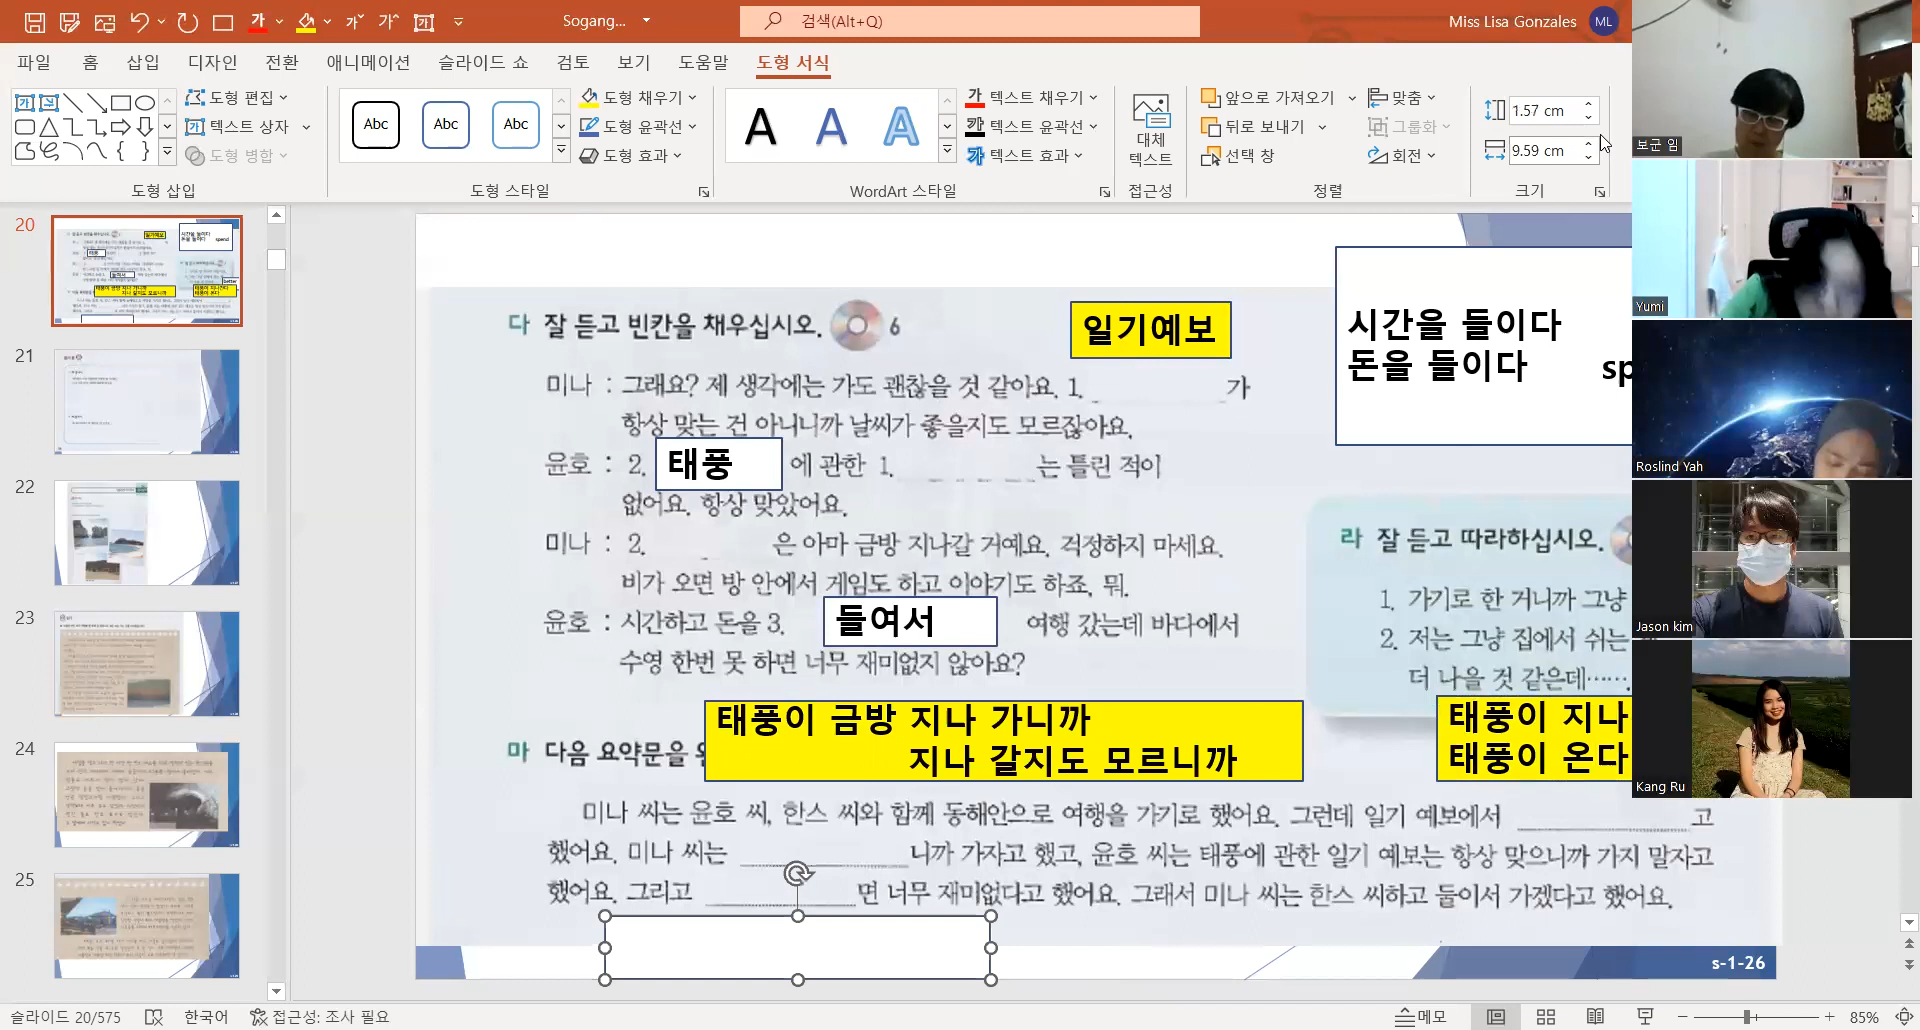 Sogang...
검색(Alt+Q)
Miss Lisa Gonzales
ML
파일 홈 삽입 디자인 전환 애니메이션 슬라이드 쇼 검토 보기 도움말 도형 서식
도형 편집
텍스트 상자
도형 병합
도형 삽입
Abc Abc Abc
도형 채우기
도형 윤곽선
도형 효과
도형 스타일
A A A
텍스트 채우기
텍스트 윤곽선
텍스트 효과
WordArt 스타일
대체
텍스트
접근성
앞으로 가져오기
뒤로 보내기
선택 창
맞춤
그룹화
회전
정렬
1.57 cm
9.59 cm
크기
보군 임
Yumi
Roslind Yah
Jason kim
Kang Ru
20
21
22
23
24
25
다 잘 듣고 빈칸을 채우십시오. 6
일기예보
시간을 들이다
돈을 들이다 sp
미나 : 그래요? 제 생각에는 가도 괜찮을 것 같아요. 1. 가
항상 맞는 건 아니니까 날씨가 좋을지도 모르잖아요.
윤호 : 2. 태풍 에 관한 1. 는 틀린 적이
없어요. 항상 맞았어요.
미나 : 2. 은 아마 금방 지나갈 거예요. 걱정하지 마세요.
비가 오면 방 안에서 게임도 하고 이야기도 하죠, 뭐.
윤호 : 시간하고 돈을 3. 들여서 여행 갔는데 바다에서
수영 한번 못 하면 너무 재미없지 않아요?
라 잘 듣고 따라하십시오.
1. 가기로 한 거니까 그냥
2. 저는 그냥 집에서 쉬는
더 나을 것 같은데……
태풍이 금방 지나 가니까
지나 갈지도 모르니까
태풍이 지나
태풍이 온다
마 다음 요약문을
미나 씨는 윤호 씨, 한스 씨와 함께 동해안으로 여행을 가기로 했어요. 그런데 일기 예보에서 고
했어요. 미나 씨는 니까 가자고 했고, 윤호 씨는 태풍에 관한 일기 예보는 항상 맞으니까 가지 말자고
했어요. 그리고 면 너무 재미없다고 했어요. 그래서 미나 씨는 한스 씨하고 둘이서 가겠다고 했어요.
s-1-26
슬라이드 20/575 한국어 접근성: 조사 필요 메모 85%